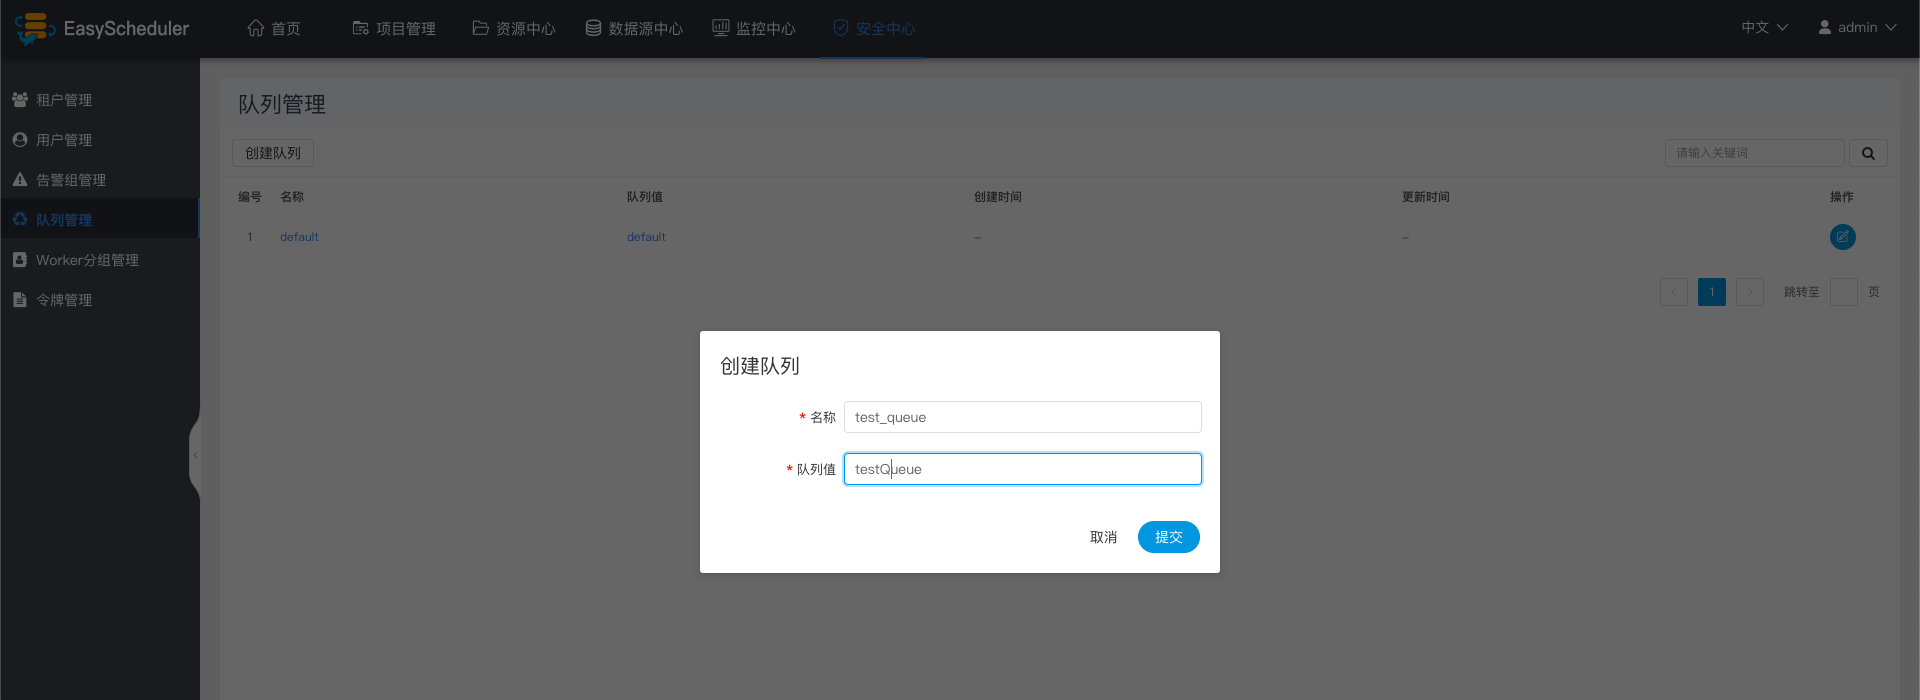 EasyScheduler 首页 项目管理 资源中心 数据源中心 监控中心 安全中心 中文 admin
租户管理
用户管理
告警组管理
队列管理
Worker分组管理
令牌管理
队列管理
创建队列 请输入关键词
编号 名称 队列值 创建时间 更新时间 操作
1 default default - -
1 跳转至 页
创建队列
* 名称 test_queue
* 队列值 testQueue
取消 提交